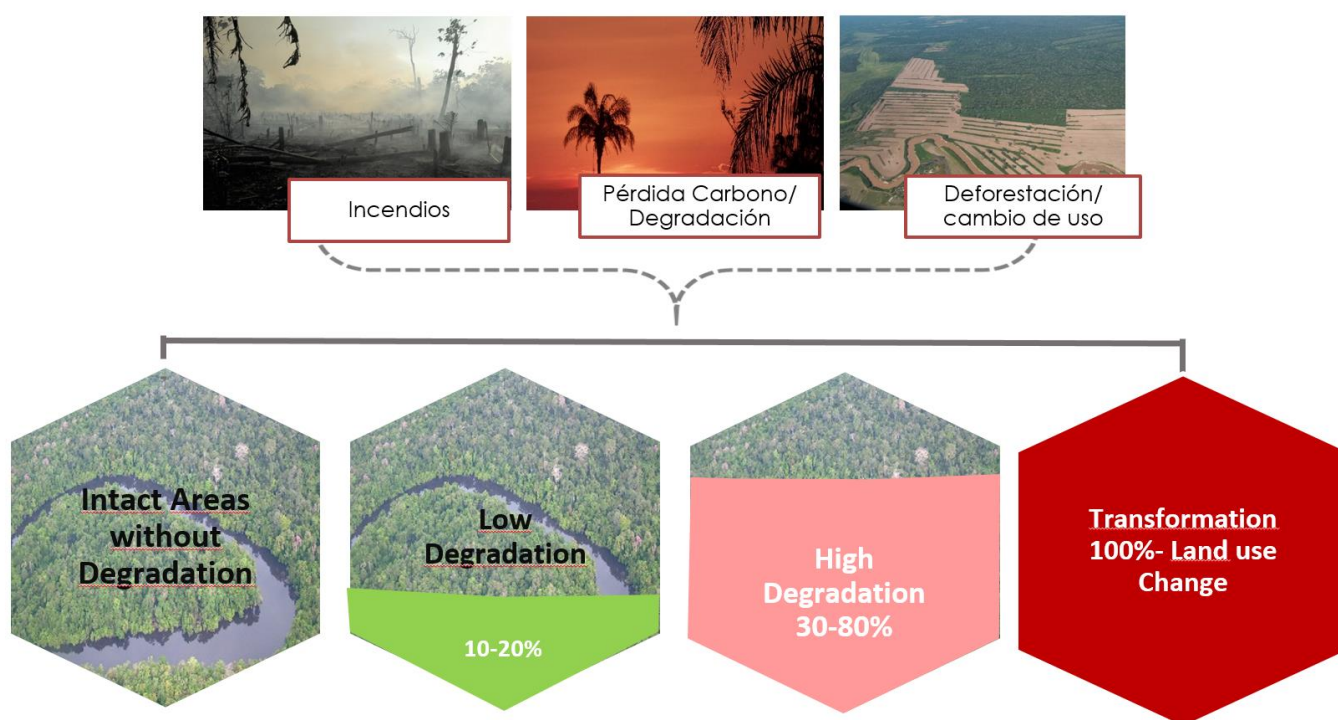 Incendios
Pérdida Carbono/
Degradación
Deforestación/
cambio de uso
Intact Areas
without
Degradation
Low
Degradation
10-20%
High
Degradation
30-80%
Transformation
100%- Land use
Change